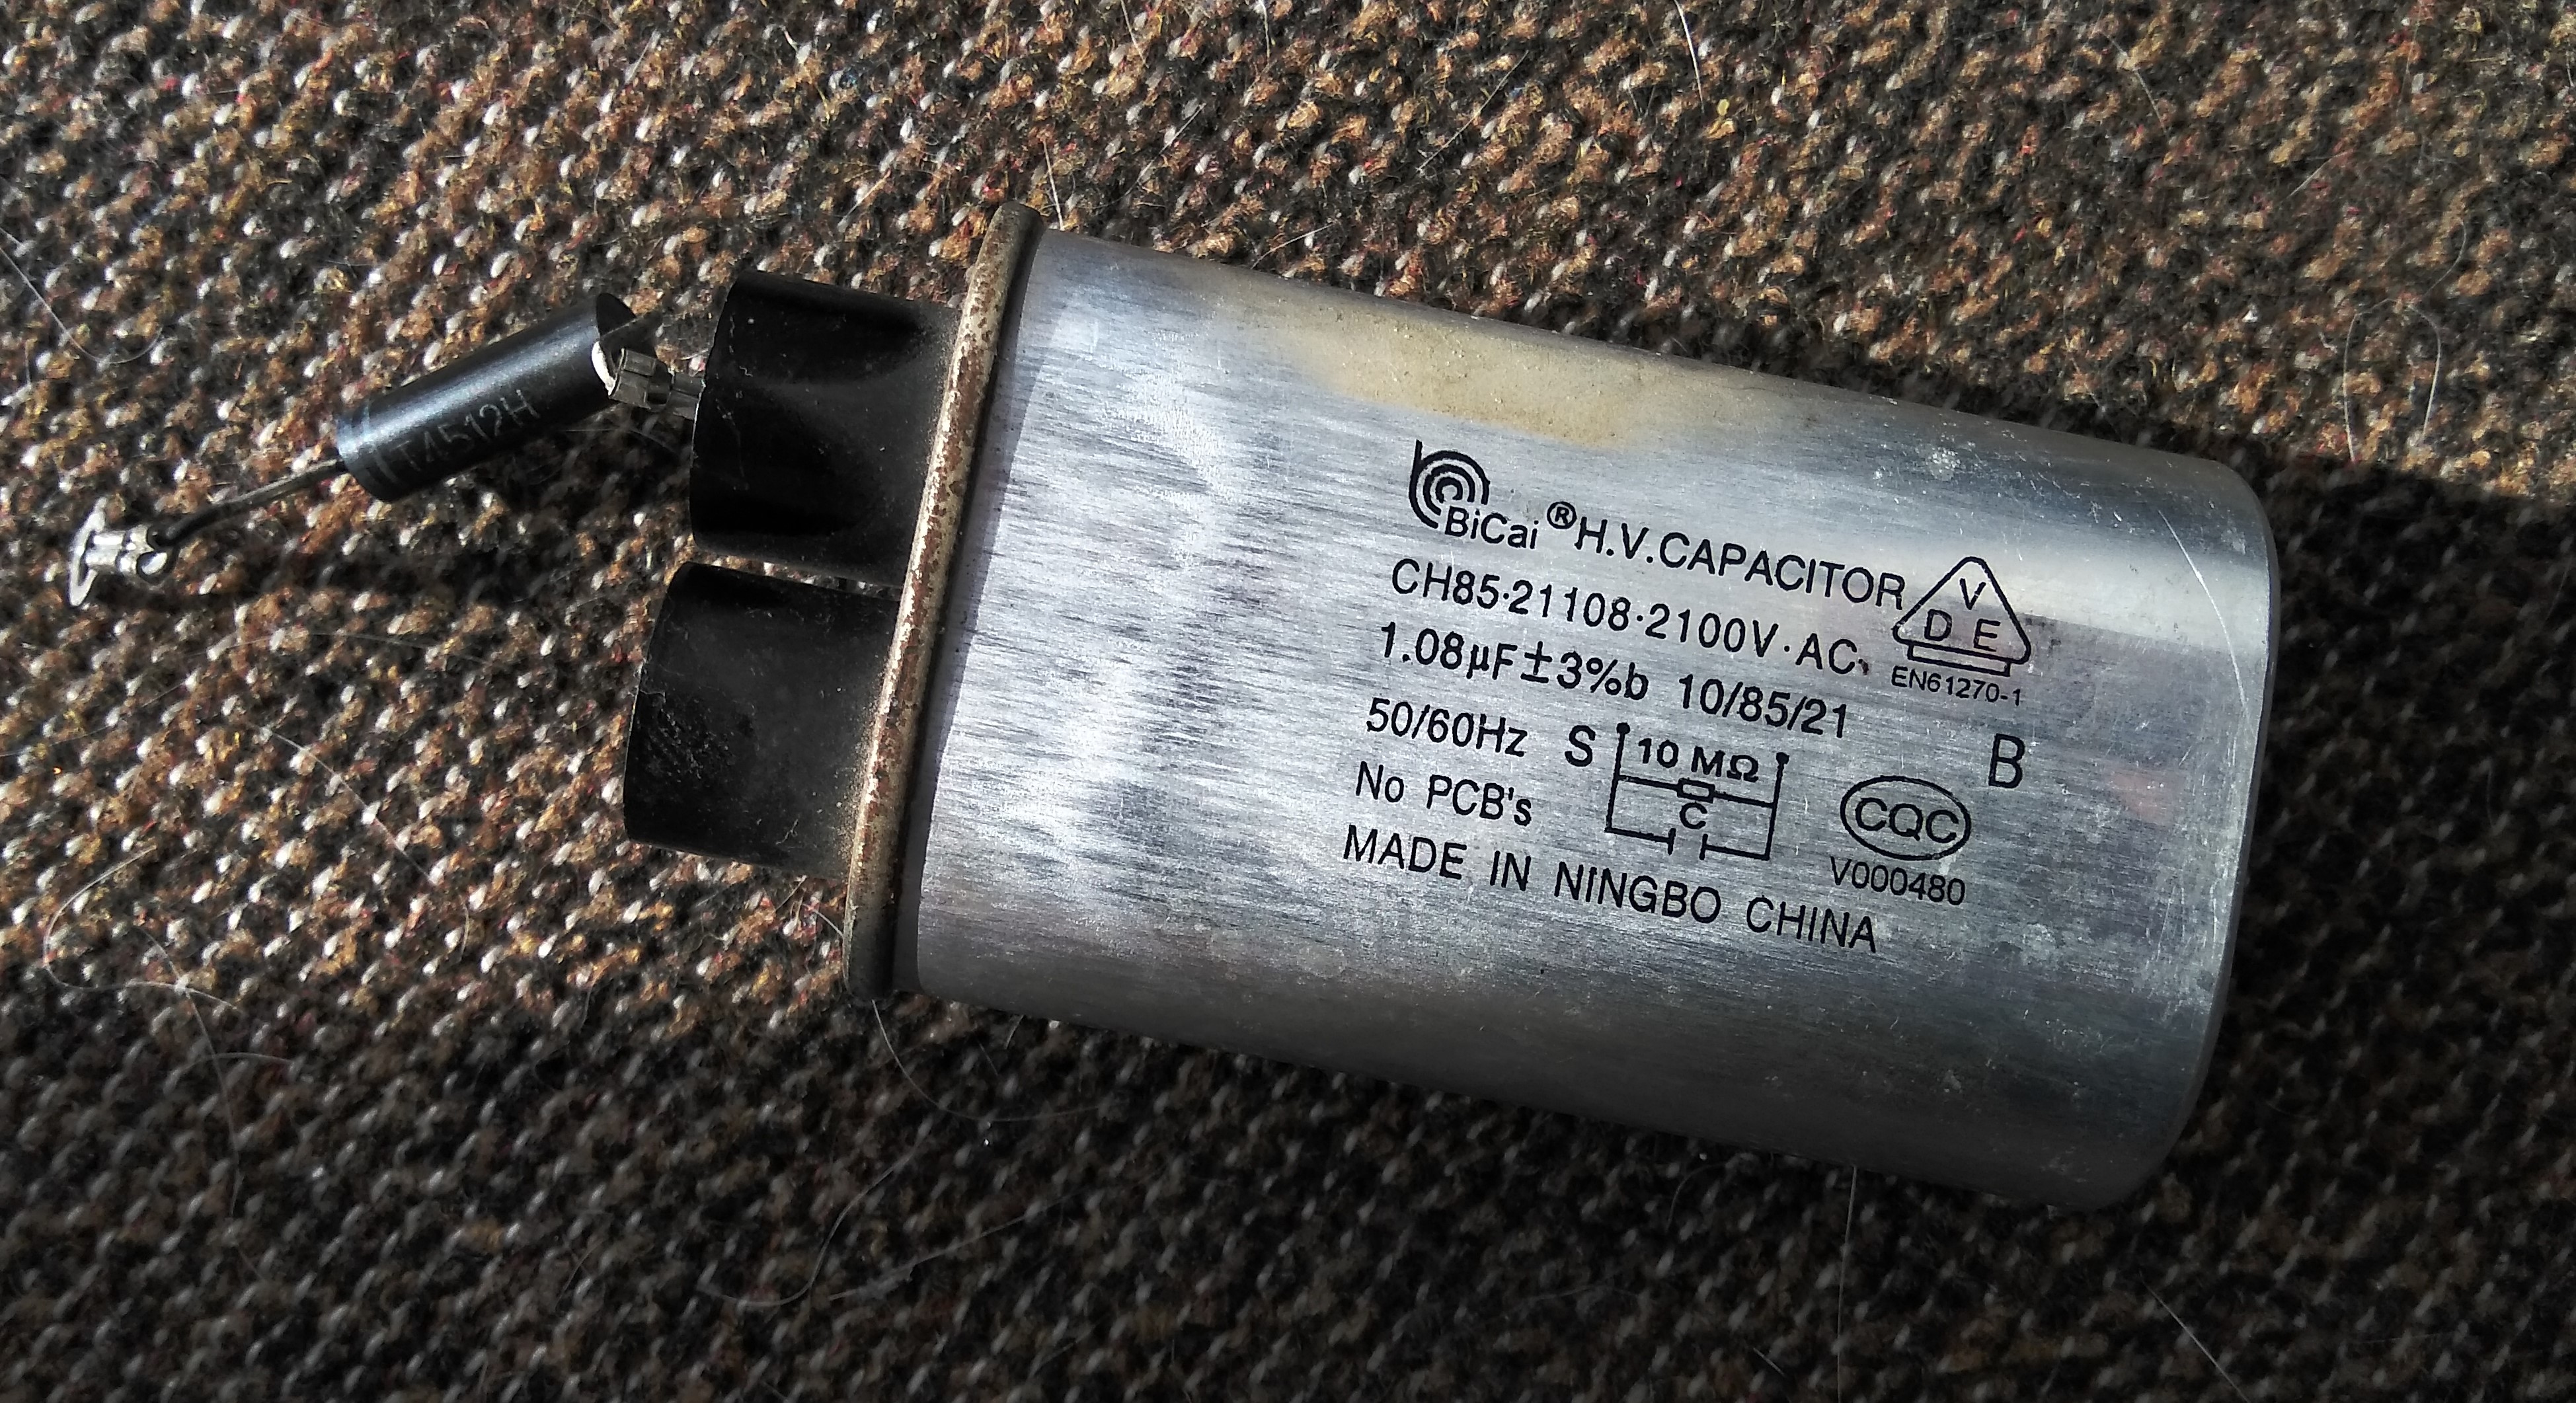 T4512H
BiCai ® H.V.CAPACITOR
CH85·21108·2100V·AC
V
D E
EN61270-1
1.08μF±3%b 10/85/21
50/60Hz S 10 MΩ
B
C
No PCB's
CQC
V000480
MADE IN NINGBO CHINA